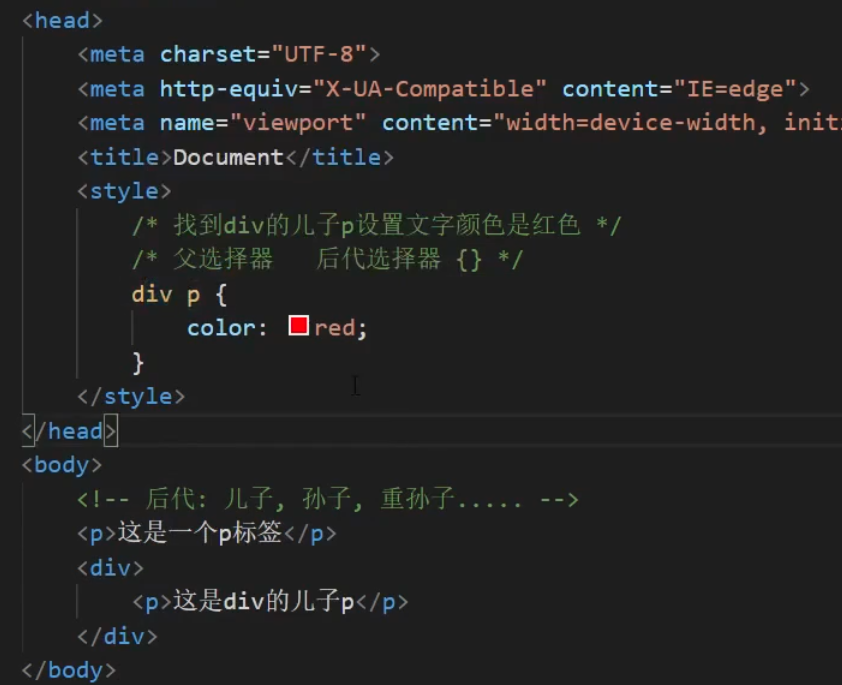 <head>
<meta charset="UTF-8">
<meta http-equiv="X-UA-Compatible" content="IE=edge">
<meta name="viewport" content="width=device-width,
<title>Document</title>
<style>
/* 找到div的儿子p设置文字颜色是红色 */
/* 父选择器 后代选择器 {} */
div p {
color: red;
}
</style>
</head>
<body>
<!-- 后代: 儿子, 孙子, 重孙子..... -->
<p>这是一个p标签</p>
<div>
<p>这是div的儿子p</p>
</div>
</body>